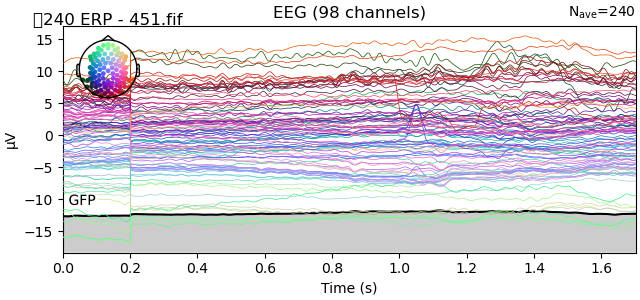 240 ERP - 451.fif
EEG (98 channels)
Nave=240
µV
15
10
5
0
−5
−10
−15
GFP
0.0 0.2 0.4 0.6 0.8 1.0 1.2 1.4 1.6
Time (s)